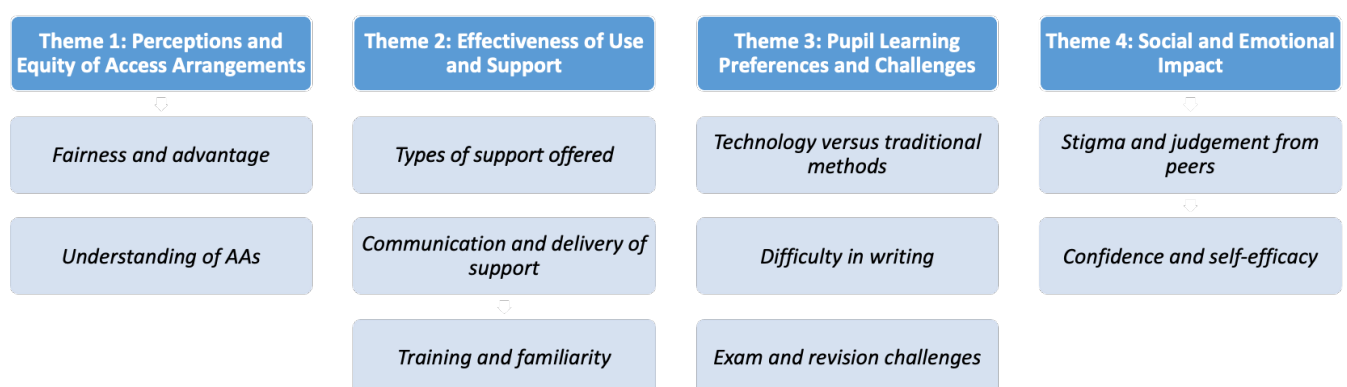 Theme 1: Perceptions and
Equity of Access Arrangements
Fairness and advantage
Understanding of AAs
Theme 2: Effectiveness of Use
and Support
Types of support offered
Communication and delivery of
support
Training and familiarity
Theme 3: Pupil Learning
Preferences and Challenges
Technology versus traditional
methods
Difficulty in writing
Exam and revision challenges
Theme 4: Social and Emotional
Impact
Stigma and judgement from
peers
Confidence and self-efficacy